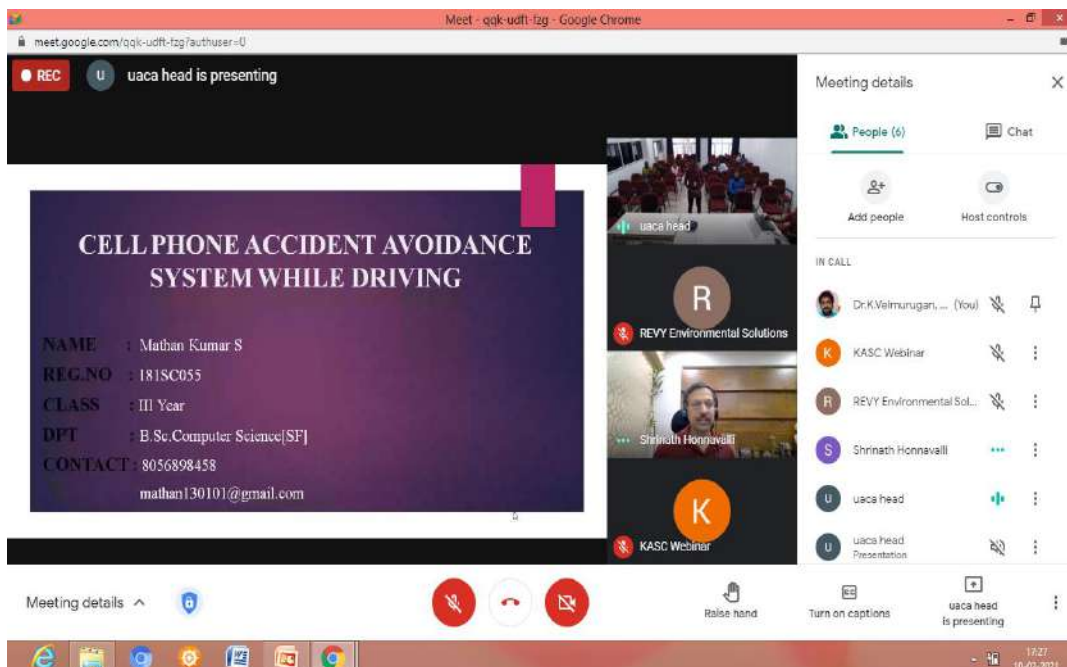 Meet - qqk-udft-fzg - Google Chrome
meet.google.com/qqk-udft-fzg?authuser=0
REC
U
uaca head is presenting
CELL PHONE ACCIDENT AVOIDANCE
SYSTEM WHILE DRIVING
NAME : Mathan Kumar S
REG.NO : 181SC055
CLASS : III Year
DPT : B.Sc.Computer Science[SF]
CONTACT : 8056898458
mathan130101@gmail.com
uaca head
R
REVY Environmental Solutions
Shrinath Honnavalli
K
KASC Webinar
Meeting details
People (6)
Chat
Add people
Host controls
IN CALL
Dr.K.Velmurugan, ... (You)
K
KASC Webinar
R
REVY Environmental Sol...
S
Shrinath Honnavalli
U
uaca head
U
uaca head
Presentation
Meeting details
Raise hand
Turn on captions
uaca head
is presenting
17:27